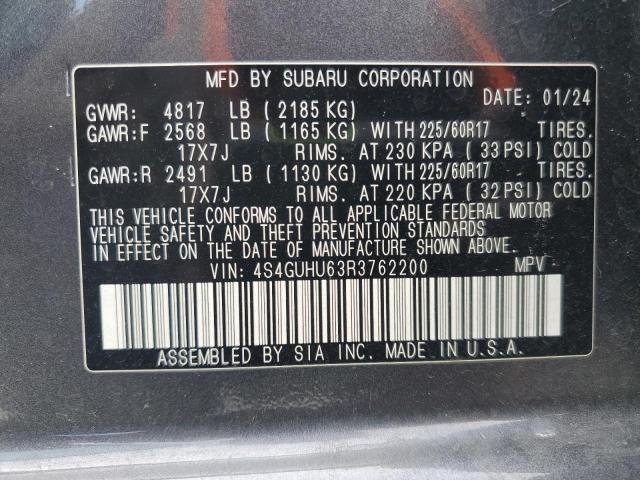 MFD BY SUBARU CORPORATION
DATE: 01/24
GVWR: 4817 LB (2185 KG)
GAWR:F 2568 LB (1165 KG) WITH 225/60R17 TIRES.
17X7J RIMS. AT 230 KPA (33 PSI) COLD
GAWR:R 2491 LB (1130 KG) WITH 225/60R17 TIRES.
17X7J RIMS. AT 220 KPA (32 PSI) COLD
THIS VEHICLE CONFORMS TO ALL APPLICABLE FEDERAL MOTOR
VEHICLE SAFETY AND THEFT PREVENTION STANDARDS
IN EFFECT ON THE DATE OF MANUFACTURE SHOWN ABOVE.
VIN: 4S4GUHU63R3762200 MPV
ASSEMBLED BY SIA INC. MADE IN U.S.A.